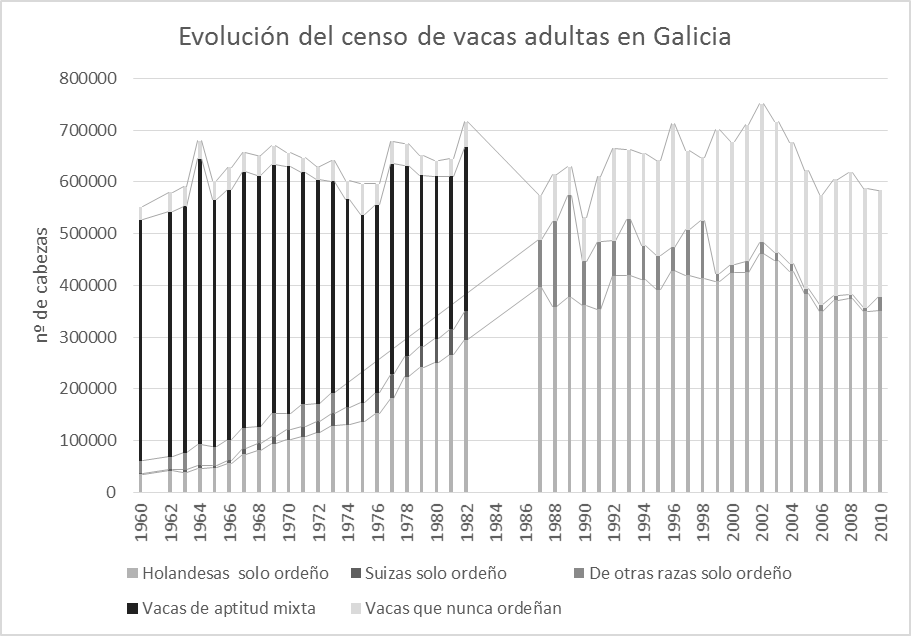 Evolución del censo de vacas adultas en Galicia
nº de cabezas
800000
700000
600000
500000
400000
300000
200000
100000
0
1960 1962 1964 1966 1968 1970 1972 1974 1976 1978 1980 1982 1984 1986 1988 1990 1992 1994 1996 1998 2000 2002 2004 2006 2008 2010
Holandesas solo ordeño Suizas solo ordeño De otras razas solo ordeño
Vacas de aptitud mixta Vacas que nunca ordeñan